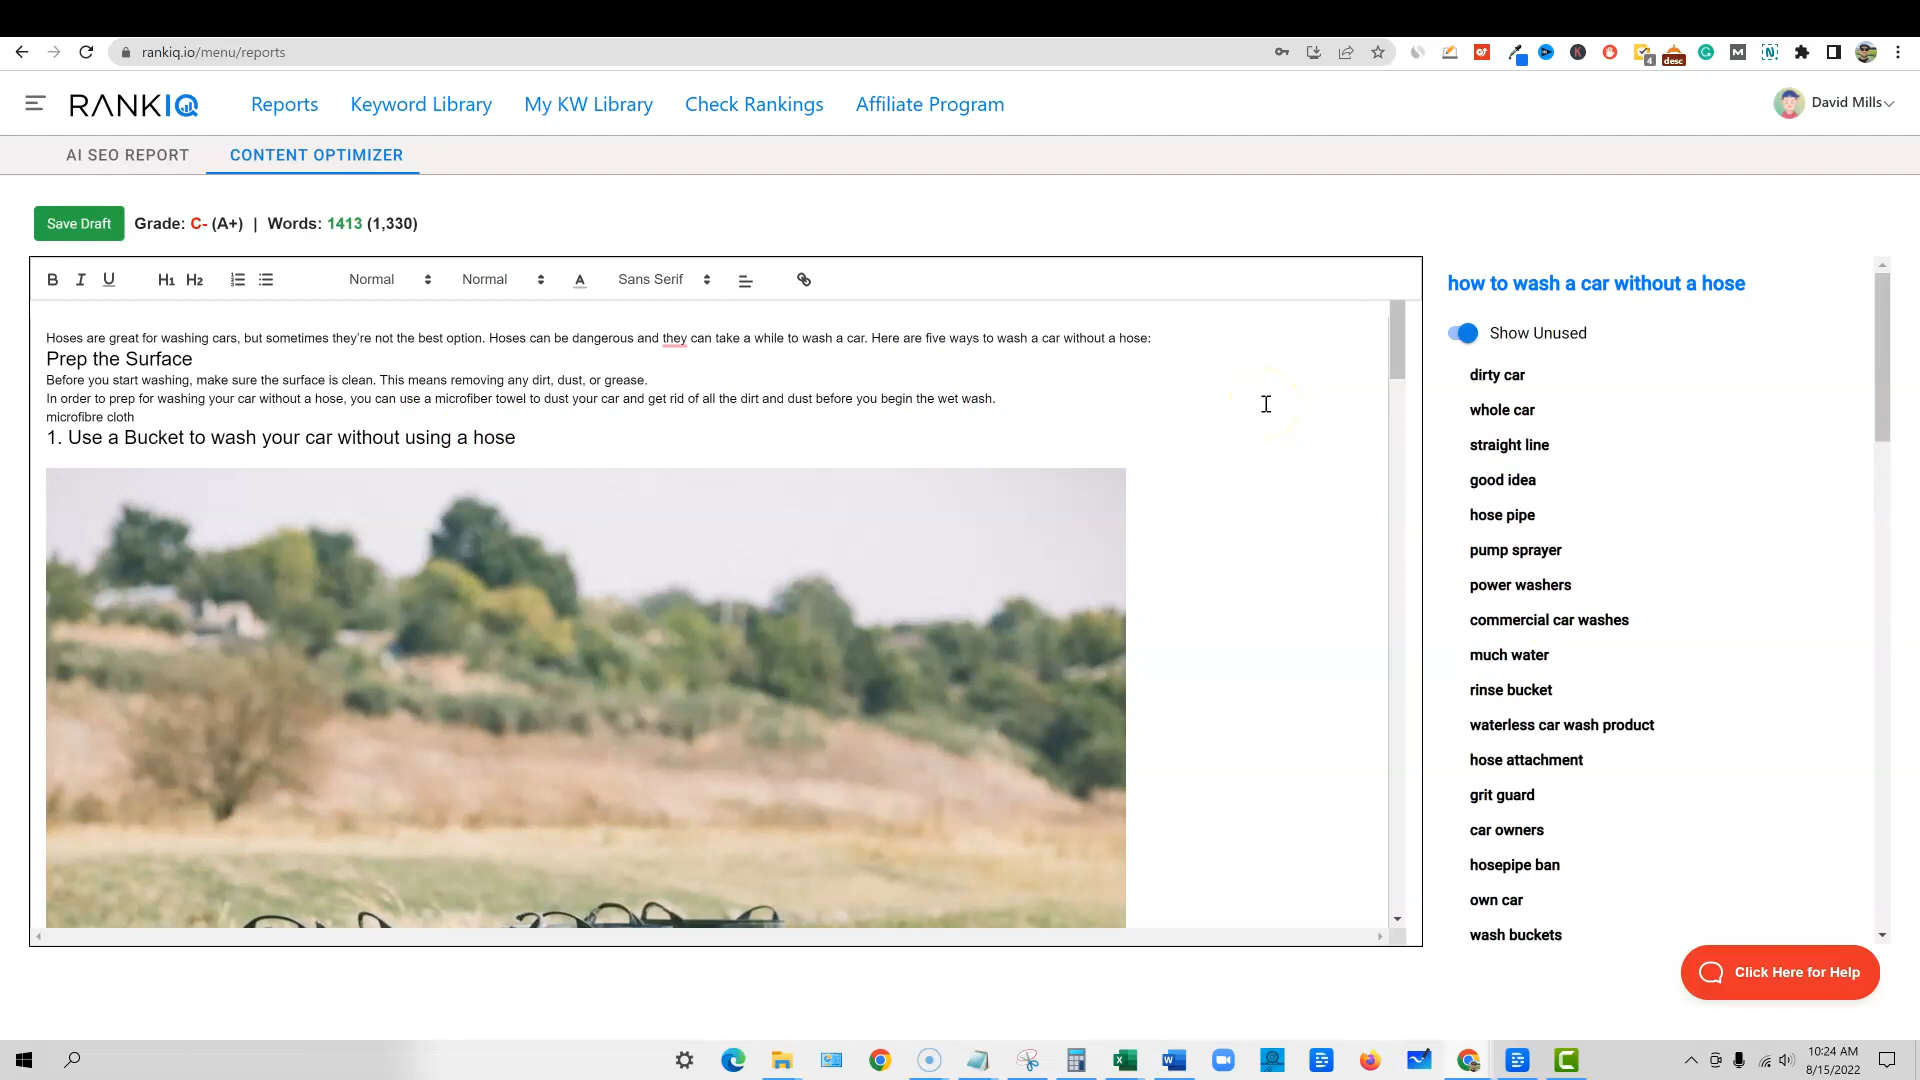 rankiq.io/menu/reports
4
desc
RANKIQ
Reports
Keyword Library
My KW Library
Check Rankings
Affiliate Program
David Mills
AI SEO REPORT
CONTENT OPTIMIZER
Save Draft
Grade: C- (A+) | Words: 1413 (1,330)
B I U H1 H2 Normal Normal A Sans Serif
Hoses are great for washing cars, but sometimes they're not the best option. Hoses can be dangerous and they can take a while to wash a car. Here are five ways to wash a car without a hose:
Prep the Surface
Before you start washing, make sure the surface is clean. This means removing any dirt, dust, or grease.
In order to prep for washing your car without a hose, you can use a microfiber towel to dust your car and get rid of all the dirt and dust before you begin the wet wash.
microfibre cloth
1. Use a Bucket to wash your car without using a hose
how to wash a car without a hose
Show Unused
dirty car
whole car
straight line
good idea
hose pipe
pump sprayer
power washers
commercial car washes
much water
rinse bucket
waterless car wash product
hose attachment
grit guard
car owners
hosepipe ban
own car
wash buckets
Click Here for Help
10:24 AM
8/15/2022